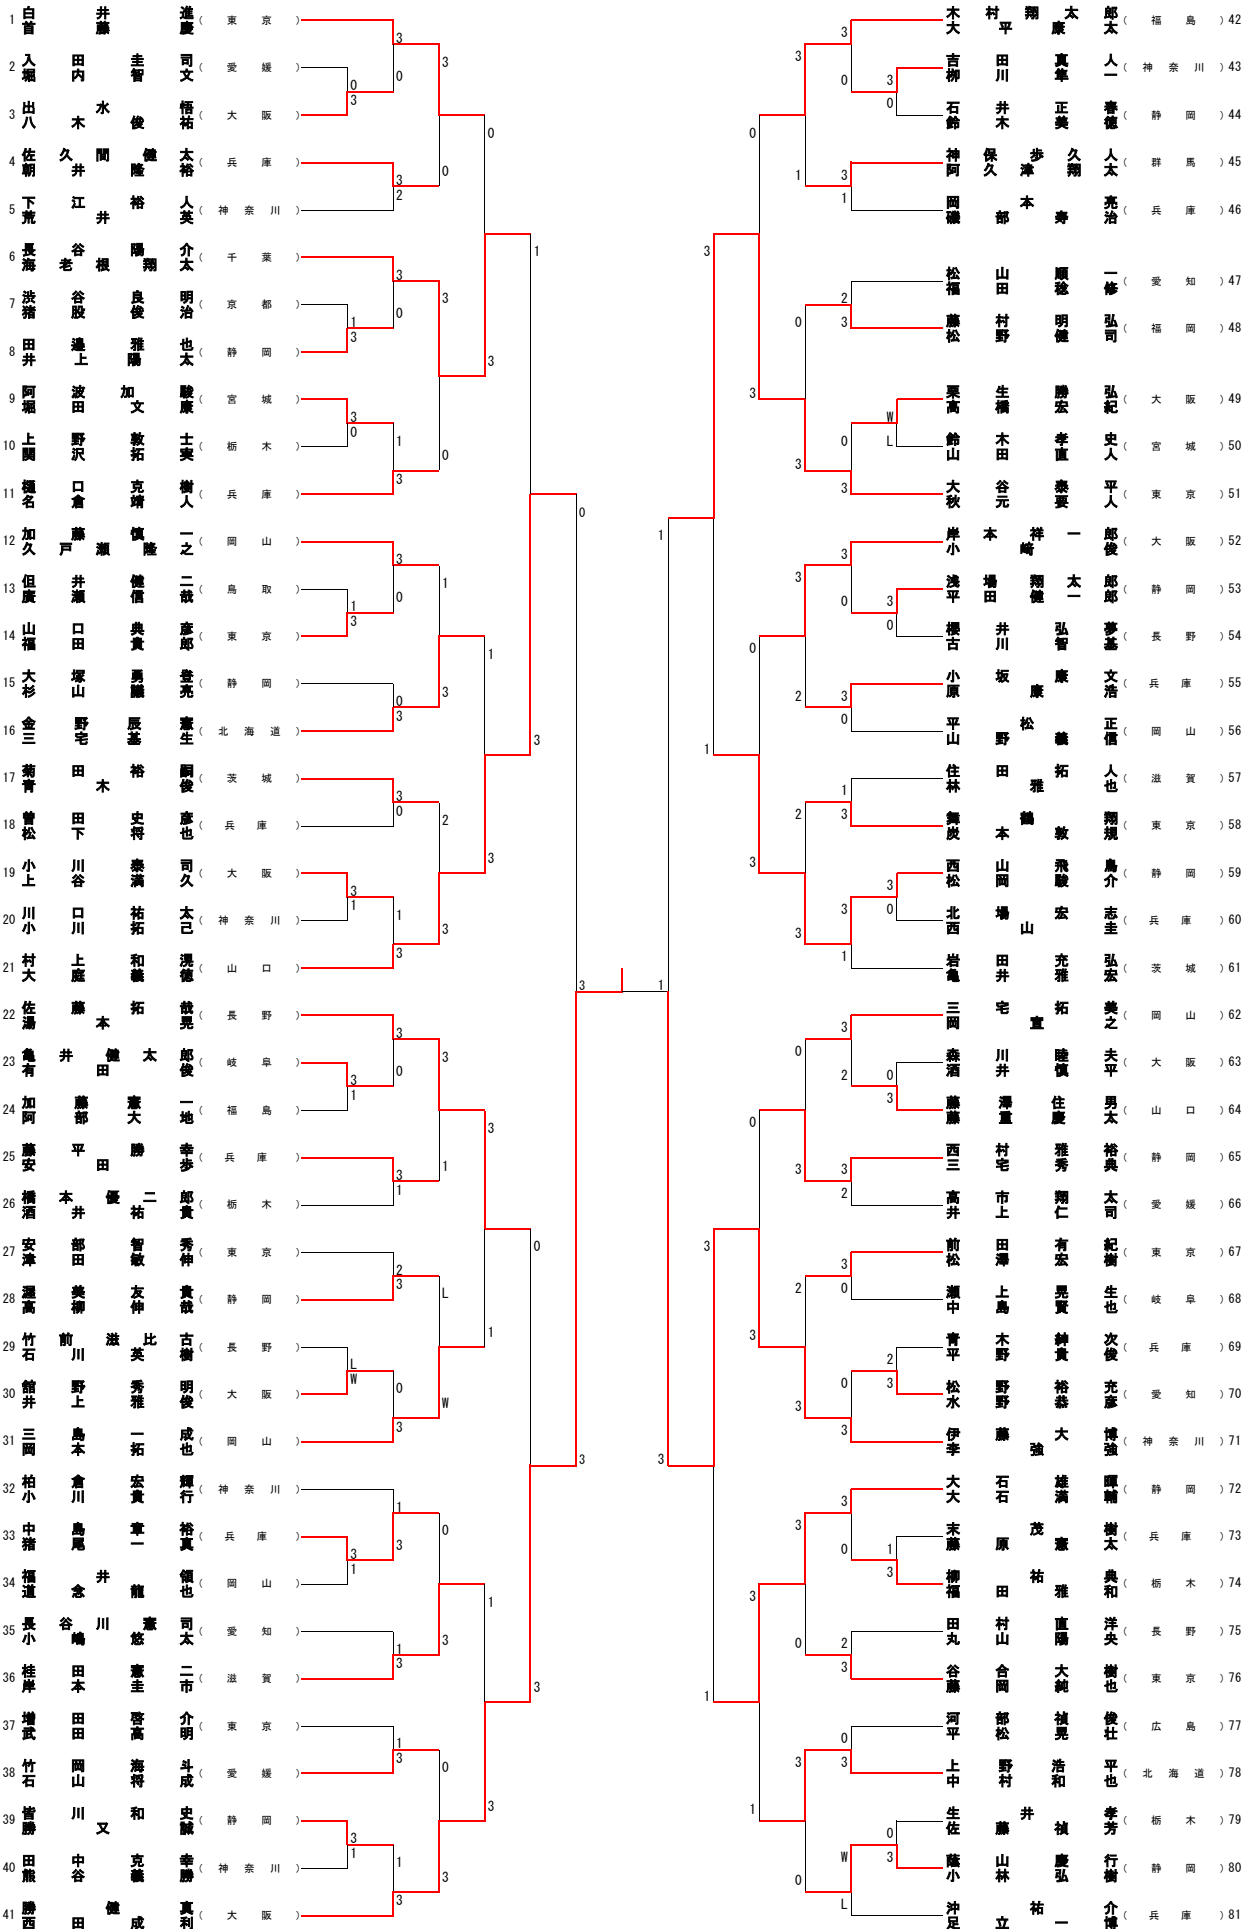 1 白井進 首藤慶 (東京)
2 入田圭司 堀内智文 (愛媛)
3 出水悟 八木俊祐 (大阪)
4 佐久間健太 朝井隆裕 (兵庫)
5 下江裕人 荒井英 (神奈川)
6 長谷陽介 海老根翔太 (千葉)
7 渋谷良明 猪股俊治 (京都)
8 田邊雅也 井上陽太 (静岡)
9 阿波加駿 堀田文康 (宮城)
10 上野敦士 関沢拓実 (栃木)
11 樋口克樹 名倉靖人 (兵庫)
12 加藤慎一 久戸瀬隆之 (岡山)
13 但井健二 廣瀬信哉 (鳥取)
14 山口典彦 福田貴郎 (東京)
15 大塚勇登 杉山議亮 (静岡)
16 金野辰憲 三宅基生 (北海道)
17 菊田裕嗣 青木俊 (茨城)
18 曽田史彦 松下将也 (兵庫)
19 小川泰司 上谷満久 (大阪)
20 川口祐太 小川拓己 (神奈川)
21 村上和滉 大庭義徳 (山口)
22 佐藤拓哉 湯本晃 (長野)
23 亀井健太郎 有田俊 (岐阜)
24 加藤憲一 阿部大地 (福島)
25 藤平勝幸 安田歩 (兵庫)
26 橋本優二郎 酒井祐貴 (栃木)
27 安部智秀 津田敏伸 (東京)
28 渥美友貴 高柳伸哉 (静岡)
29 竹前滋比古 石川英樹 (長野)
30 舘野秀明 井上雅俊 (大阪)
31 三島一成 岡本拓也 (岡山)
32 柏倉宏輝 小川貴行 (神奈川)
33 中島章裕 猪尾一真 (兵庫)
34 福井領 道念龍也 (岡山)
35 長谷川憲司 小嶋悠太 (愛知)
36 桂田憲二 岸本圭市 (滋賀)
37 増田啓介 武田高明 (東京)
38 竹岡海斗 石山将成 (愛媛)
39 皆川和史 勝又誠 (静岡)
40 田中克幸 熊谷義勝 (神奈川)
41 勝健真 西田成利 (大阪)
木村翔太郎 大平康太 (福島) 42
吉田真人 柳川隼一 (神奈川) 43
石井正春 鈴木美徳 (静岡) 44
神保歩久人 阿久津翔太 (群馬) 45
岡本亮 磯部寿治 (兵庫) 46
松山順一 福田稔修 (愛知) 47
藤村明弘 松野健司 (福岡) 48
栗生勝弘 高橋宏紀 (大阪) 49
鈴木孝史 山田直人 (宮城) 50
大谷泰平 秋元要人 (東京) 51
岸本祥一郎 小崎俊 (大阪) 52
浅場翔太郎 平田健一郎 (静岡) 53
櫻井弘夢 古川智基 (長野) 54
小坂康文 原康浩 (兵庫) 55
平松正 山野義信 (岡山) 56
住田拓人 林雅也 (滋賀) 57
舞鶴翔 炭本敦規 (東京) 58
西山飛鳥 松岡駿介 (静岡) 59
北場宏志 西山圭 (兵庫) 60
岩田充弘 亀井雅宏 (茨城) 61
三宅拓美 岡宣之 (岡山) 62
森川睦夫 酒井慎平 (大阪) 63
藤澤住男 藤重慶太 (山口) 64
西村雅裕 三宅秀典 (静岡) 65
高市翔太 井上仁司 (愛媛) 66
前田有紀 松澤宏樹 (東京) 67
瀬上晃生 中島賢也 (岐阜) 68
青木紳次 平野貴俊 (兵庫) 69
松野裕充 水野恭彦 (愛知) 70
伊藤大博 李強強 (神奈川) 71
大石雄暉 大石満輔 (静岡) 72
末茂樹 藤原憲太 (兵庫) 73
柳祐典 福田雅和 (栃木) 74
田村直洋 丸山陽央 (長野) 75
谷合大樹 藤岡純也 (東京) 76
河部禎俊 平松晃壮 (広島) 77
上野浩平 中村和也 (北海道) 78
生井孝 佐藤禎芳 (栃木) 79
蔭山慶行 小林弘樹 (静岡) 80
沖祐介 足立一博 (兵庫) 81